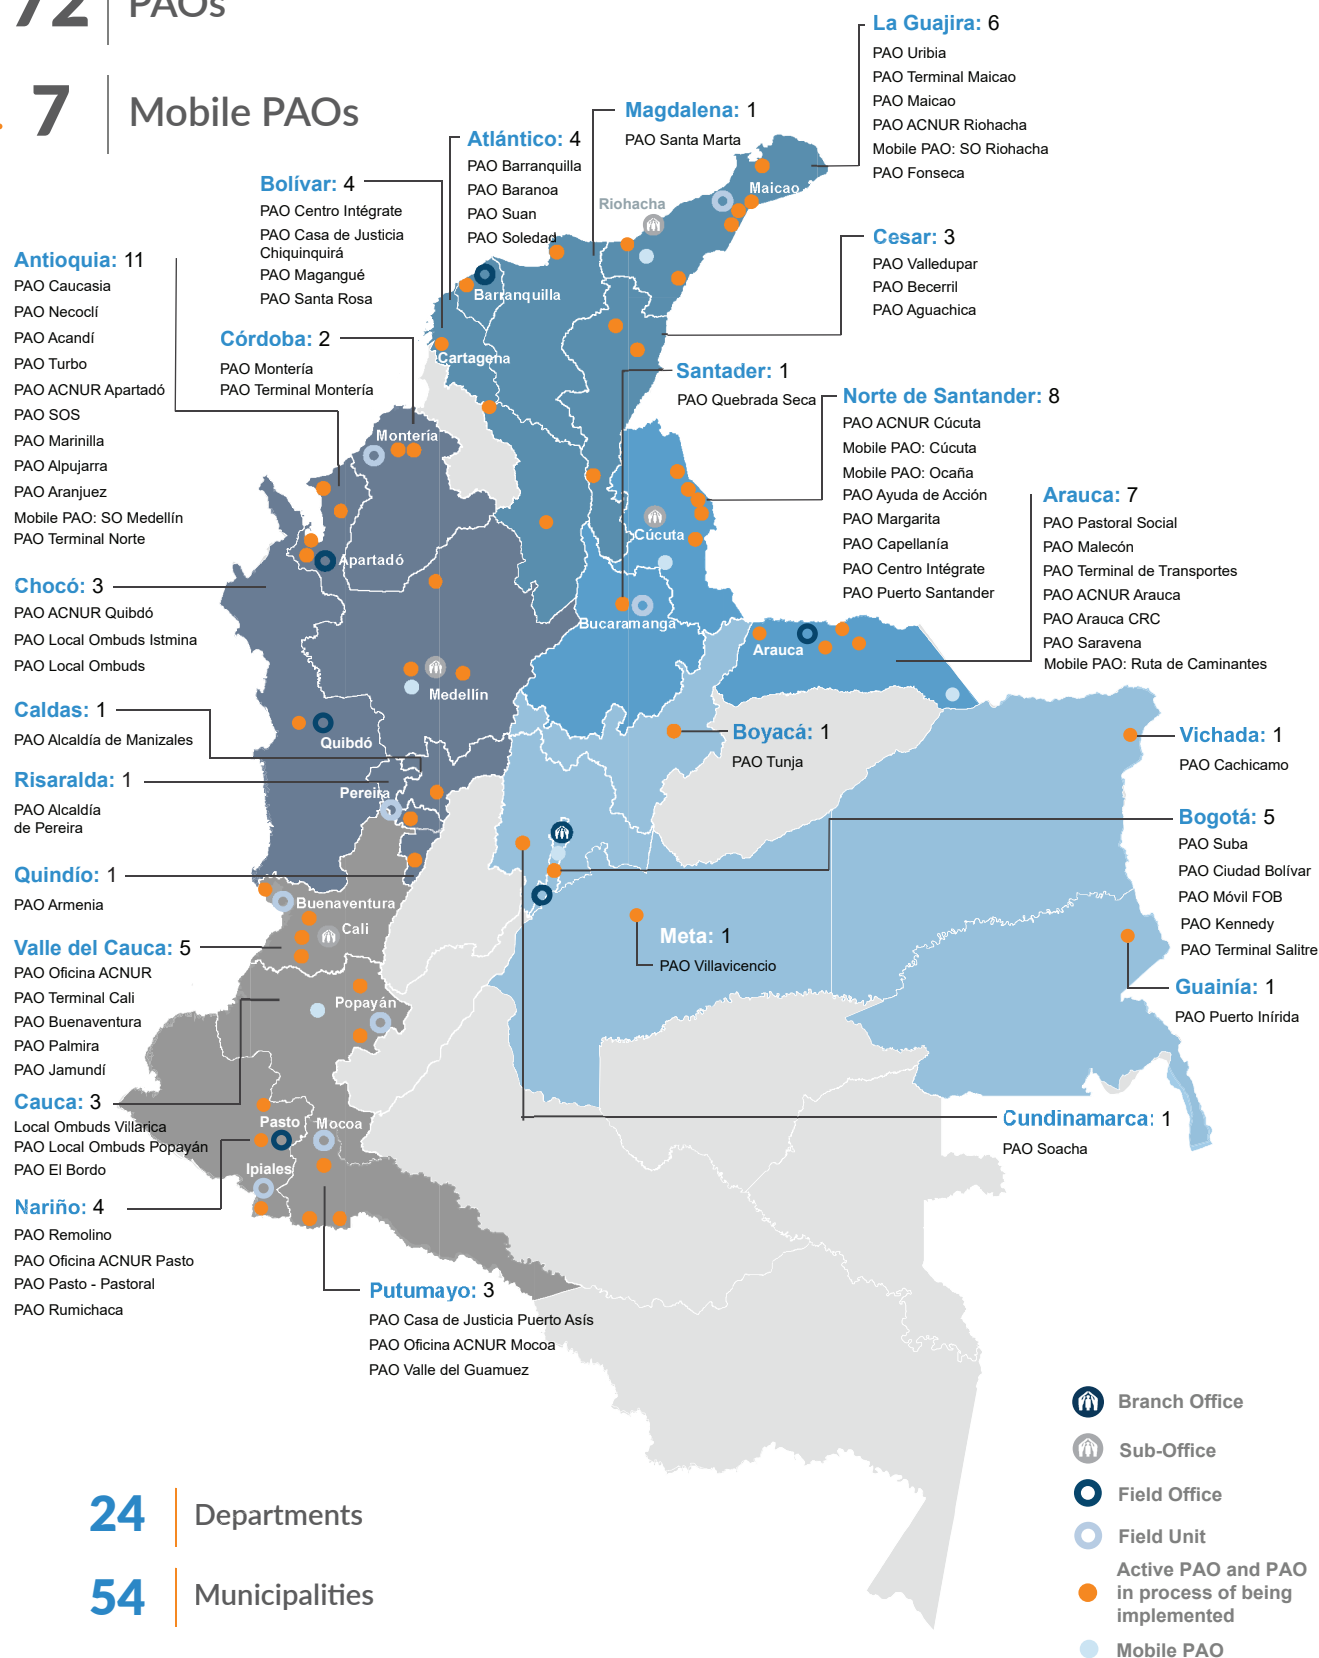 72 PAOs
7 Mobile PAOs
La Guajira: 6
PAO Uribia
PAO Terminal Maicao
PAO Maicao
PAO ACNUR Riohacha
Mobile PAO: SO Riohacha
PAO Fonseca
Magdalena: 1
PAO Santa Marta
Atlántico: 4
PAO Barranquilla
PAO Baranoa
PAO Suan
PAO Soledad
Bolívar: 4
PAO Centro Intégrate
PAO Casa de Justicia
Chiquinquirá
PAO Magangué
PAO Santa Rosa
Cesar: 3
PAO Valledupar
PAO Becerril
PAO Aguachica
Antioquia: 11
PAO Caucasia
PAO Necoclí
PAO Acandí
PAO Turbo
PAO ACNUR Apartadó
PAO SOS
PAO Marinilla
PAO Alpujarra
PAO Aranjuez
Mobile PAO: SO Medellín
PAO Terminal Norte
Córdoba: 2
PAO Montería
PAO Terminal Montería
Santader: 1
PAO Quebrada Seca
Norte de Santander: 8
PAO ACNUR Cúcuta
Mobile PAO: Cúcuta
Mobile PAO: Ocaña
PAO Ayuda de Acción
PAO Margarita
PAO Capellanía
PAO Centro Intégrate
PAO Puerto Santander
Arauca: 7
PAO Pastoral Social
PAO Malecón
PAO Terminal de Transportes
PAO ACNUR Arauca
PAO Arauca CRC
PAO Saravena
Mobile PAO: Ruta de Caminantes
Chocó: 3
PAO ACNUR Quibdó
PAO Local Ombuds Istmina
PAO Local Ombuds
Caldas: 1
PAO Alcaldía de Manizales
Risaralda: 1
PAO Alcaldía
de Pereira
Quindío: 1
PAO Armenia
Valle del Cauca: 5
PAO Oficina ACNUR
PAO Terminal Cali
PAO Buenaventura
PAO Palmira
PAO Jamundí
Cauca: 3
Local Ombuds Villarica
PAO Local Ombuds Popayán
PAO El Bordo
Nariño: 4
PAO Remolino
PAO Oficina ACNUR Pasto
PAO Pasto - Pastoral
PAO Rumichaca
Putumayo: 3
PAO Casa de Justicia Puerto Asís
PAO Oficina ACNUR Mocoa
PAO Valle del Guamuez
Boyacá: 1
PAO Tunja
Vichada: 1
PAO Cachicamo
Bogotá: 5
PAO Suba
PAO Ciudad Bolívar
PAO Móvil FOB
PAO Kennedy
PAO Terminal Salitre
Meta: 1
PAO Villavicencio
Guainía: 1
PAO Puerto Inírida
Cundinamarca: 1
PAO Soacha
Maicao
Riohacha
Barranquilla
Cartagena
Montería
Cúcuta
Apartadó
Bucaramanga
Arauca
Medellín
Quibdó
Pereira
Buenaventura
Cali
Popayán
Pasto
Mocoa
Ipiales
24 Departments
54 Municipalities
Branch Office
Sub-Office
Field Office
Field Unit
Active PAO and PAO
in process of being
implemented
Mobile PAO